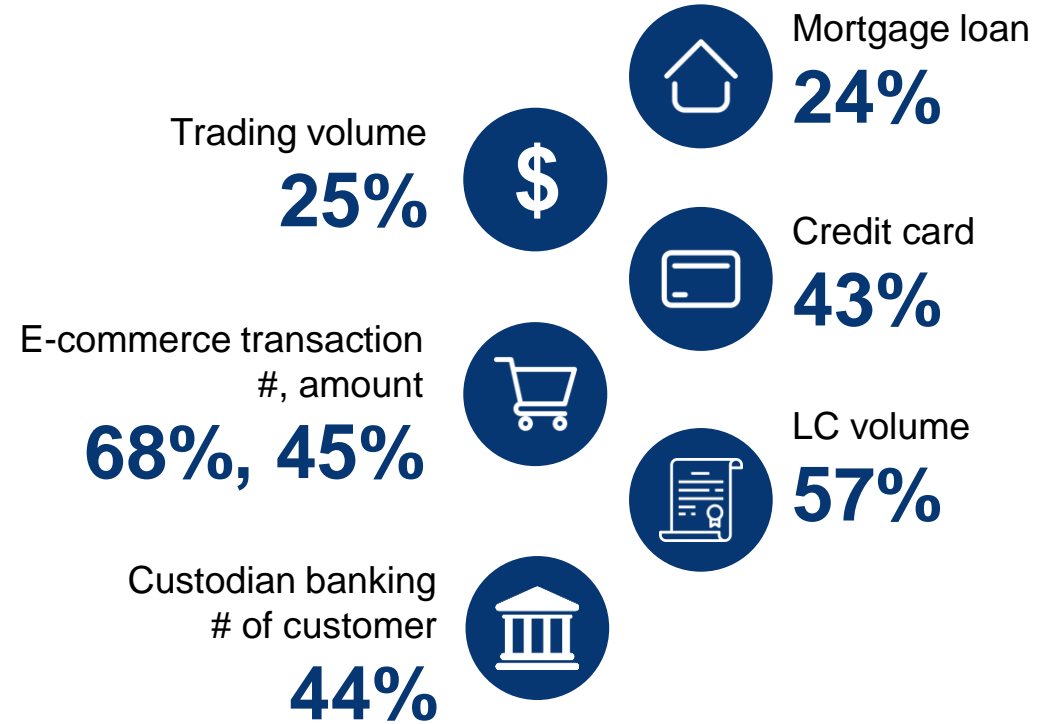 Mortgage loan
24%
Trading volume
25%
$
Credit card
43%
E-commerce transaction
#, amount
68%, 45%
LC volume
57%
Custodian banking
# of customer
44%